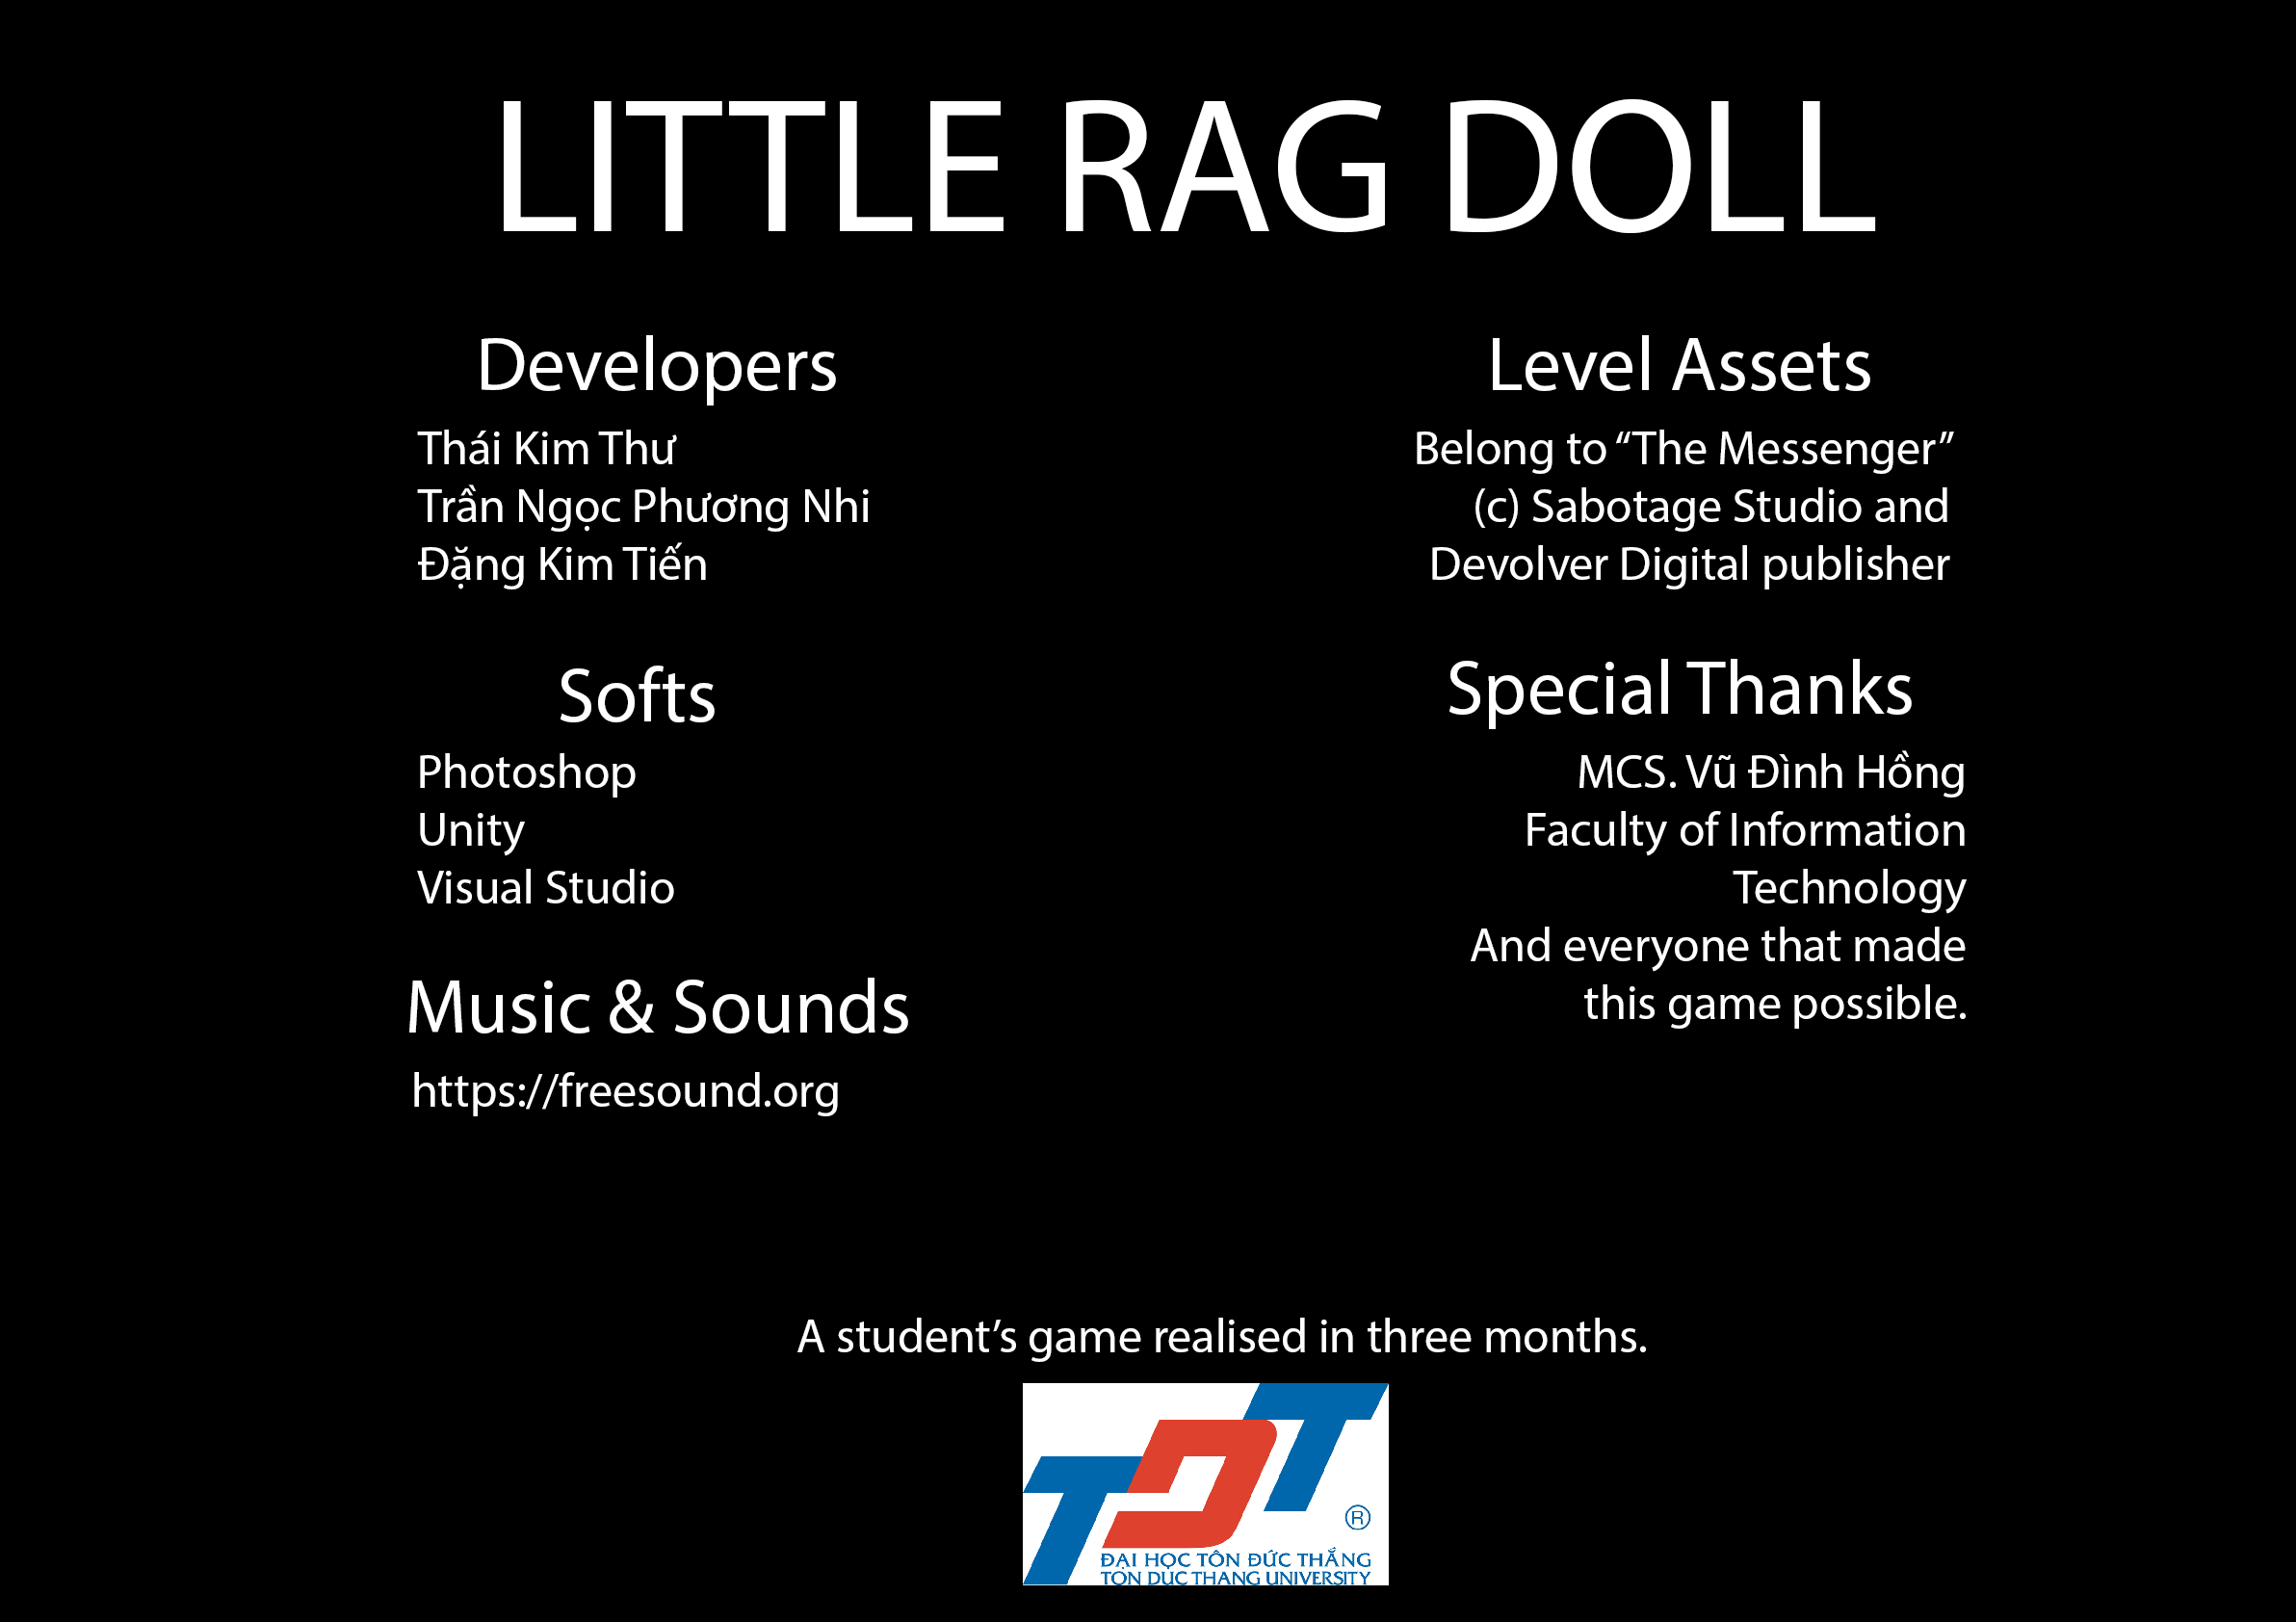 LITTLE RAG DOLL
Developers
Thái Kim Thư
Trần Ngọc Phương Nhi
Đặng Kim Tiến
Softs
Photoshop
Unity
Visual Studio
Music & Sounds
https://freesound.org
Level Assets
Belong to “The Messenger”
(c) Sabotage Studio and
Devolver Digital publisher
Special Thanks
MCS. Vũ Đình Hồng
Faculty of Information
Technology
And everyone that made
this game possible.
A student’s game realised in three months.
TDT
®
ĐẠI HỌC TÔN ĐỨC THẮNG
TON DUC THANG UNIVERSITY